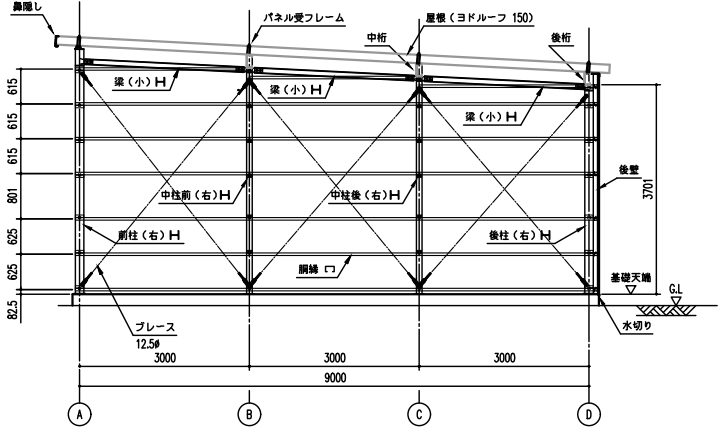 鼻隠し
パネル受フレーム
屋根(ヨドルーフ 150)
中桁
後桁
梁(小)H
梁(小)H
梁(小)H
615
615
615
801
625
625
82.5
中柱前(右)H
中柱後(右)H
後壁
3701
前柱(右)H
後柱(右)H
胴縁
基礎天端
G.L
水切り
ブレース
12.5φ
3000
3000
3000
9000
A
B
C
D